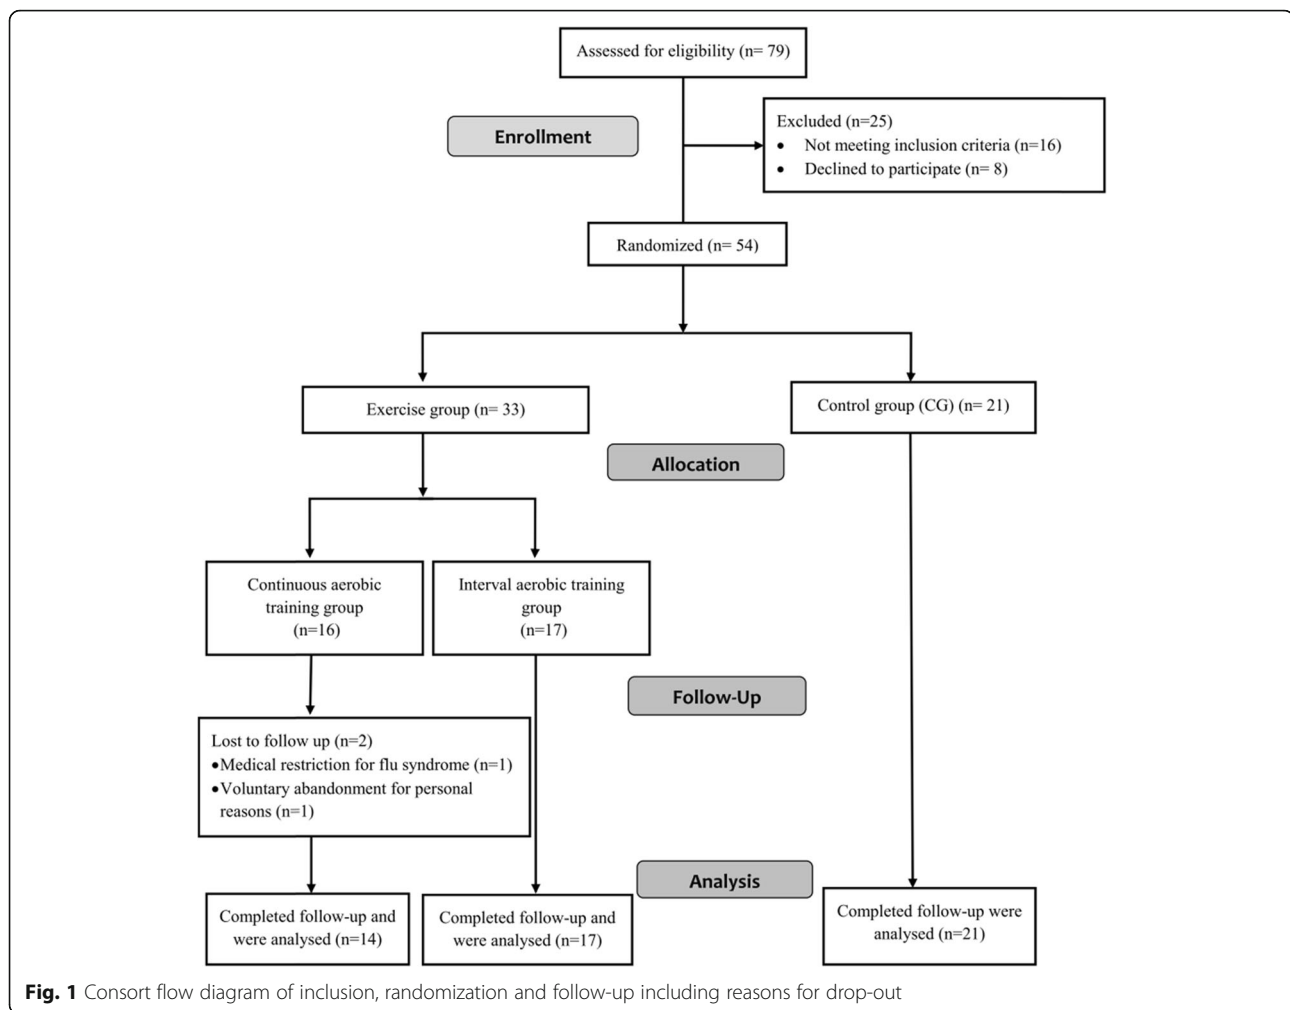 Assessed for eligibility (n= 79)
Enrollment
Excluded (n=25)
• Not meeting inclusion criteria (n=16)
• Declined to participate (n= 8)
Randomized (n= 54)
Exercise group (n= 33)
Control group (CG) (n= 21)
Allocation
Continuous aerobic
training group
(n=16)
Interval aerobic training
group
(n=17)
Follow-Up
Lost to follow up (n=2)
•Medical restriction for flu syndrome (n=1)
•Voluntary abandonment for personal
reasons (n=1)
Analysis
Completed follow-up and
were analysed (n=14)
Completed follow-up and
were analysed (n=17)
Completed follow-up were
analysed (n=21)
Fig. 1 Consort flow diagram of inclusion, randomization and follow-up including reasons for drop-out